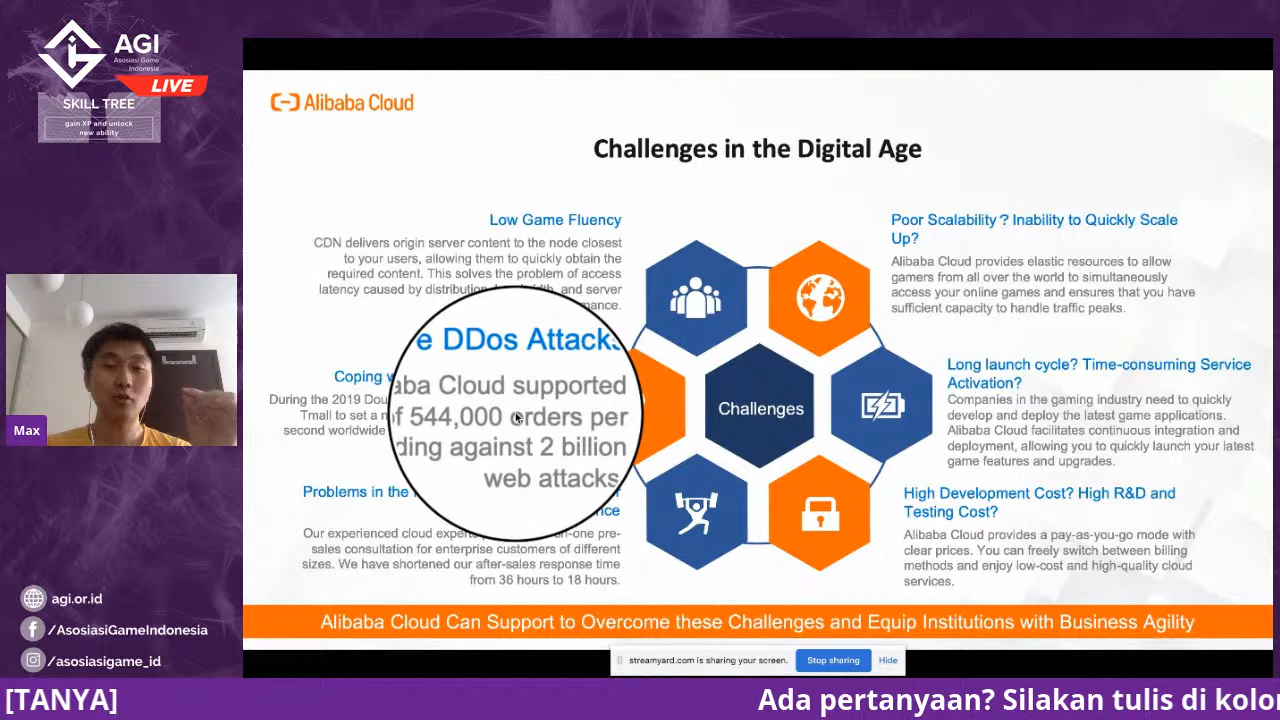 AGI
Asosiasi Game
Indonesia
LIVE
SKILL TREE
gain XP and unlock
new ability
Max
agi.or.id
/AsosiasiGameIndonesia
/asosiasigame_id
Alibaba Cloud
Challenges in the Digital Age
Low Game Fluency
CDN delivers origin server content to the node closest
to your users, allowing them to quickly obtain the
required content. This solves the problem of access
latency caused by distribution, and server
Coping
During the 2019
Tmall to set a
second worldwide
e DDos Attacks
aba Cloud supported
of 544,000 orders per
ding against 2 billion
web attacks
Problems in the
Our experienced cloud one pre-
sales consultation for enterprise customers of different
sizes. We have shortened our after-sales response time
from 36 hours to 18 hours.
Challenges
Poor Scalability? Inability to Quickly Scale
Up?
Alibaba Cloud provides elastic resources to allow
gamers from all over the world to simultaneously
access your online games and ensures that you have
sufficient capacity to handle traffic peaks.
Long launch cycle? Time-consuming Service
Activation?
Companies in the gaming industry need to quickly
develop and deploy the latest game applications.
Alibaba Cloud facilitates continuous integration and
deployment, allowing you to quickly launch your latest
game features and upgrades.
High Development Cost? High R&D and
Testing Cost?
Alibaba Cloud provides a pay-as-you-go mode with
clear prices. You can freely switch between billing
methods and enjoy low-cost and high-quality cloud
services.
Alibaba Cloud Can Support to Overcome these Challenges and Equip Institutions with Business Agility
streamyard.com is sharing your screen. Stop sharing Hide
[TANYA] Ada pertanyaan? Silakan tulis di kolo